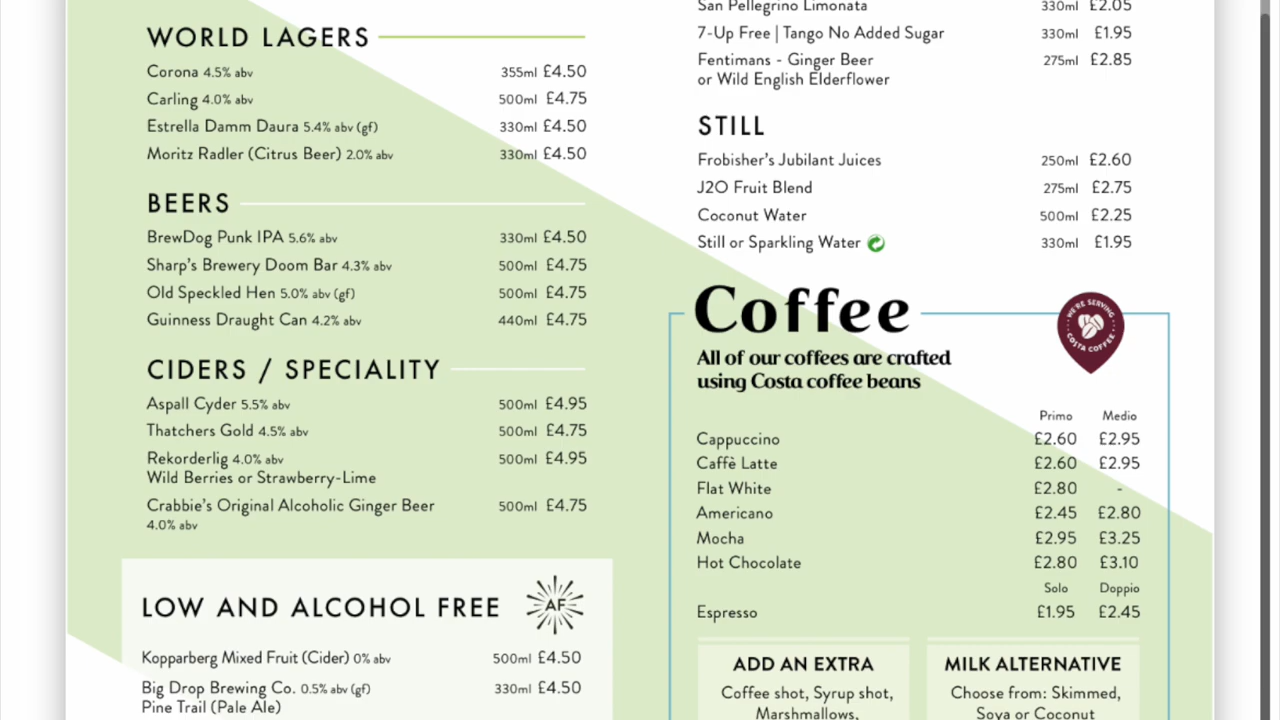 WORLD LAGERS
Corona 4.5% abv 355ml £4.50
Carling 4.0% abv 500ml £4.75
Estrella Damm Daura 5.4% abv (gf) 330ml £4.50
Moritz Radler (Citrus Beer) 2.0% abv 330ml £4.50
BEERS
BrewDog Punk IPA 5.6% abv 330ml £4.50
Sharp's Brewery Doom Bar 4.3% abv 500ml £4.75
Old Speckled Hen 5.0% abv (gf) 500ml £4.75
Guinness Draught Can 4.2% abv 440ml £4.75
CIDERS / SPECIALITY
Aspall Cyder 5.5% abv 500ml £4.95
Thatchers Gold 4.5% abv 500ml £4.75
Rekorderlig 4.0% abv 500ml £4.95
Wild Berries or Strawberry-Lime
Crabbie's Original Alcoholic Ginger Beer 500ml £4.75
4.0% abv
LOW AND ALCOHOL FREE AF
Kopparberg Mixed Fruit (Cider) 0% abv 500ml £4.50
Big Drop Brewing Co. 0.5% abv (gf) 330ml £4.50
Pine Trail (Pale Ale)
San Pellegrino Limonata 330ml £2.05
7-Up Free | Tango No Added Sugar 330ml £1.95
Fentimans - Ginger Beer 275ml £2.85
or Wild English Elderflower
STILL
Frobisher's Jubilant Juices 250ml £2.60
J2O Fruit Blend 275ml £2.75
Coconut Water 500ml £2.25
Still or Sparkling Water 330ml £1.95
Coffee
WE'RE SERVING
COSTA COFFEE
All of our coffees are crafted
using Costa coffee beans
Primo Medio
Cappuccino £2.60 £2.95
Caffè Latte £2.60 £2.95
Flat White £2.80 -
Americano £2.45 £2.80
Mocha £2.95 £3.25
Hot Chocolate £2.80 £3.10
Solo Doppio
Espresso £1.95 £2.45
ADD AN EXTRA
Coffee shot, Syrup shot,
Marshmallows,
MILK ALTERNATIVE
Choose from: Skimmed,
Soya or Coconut